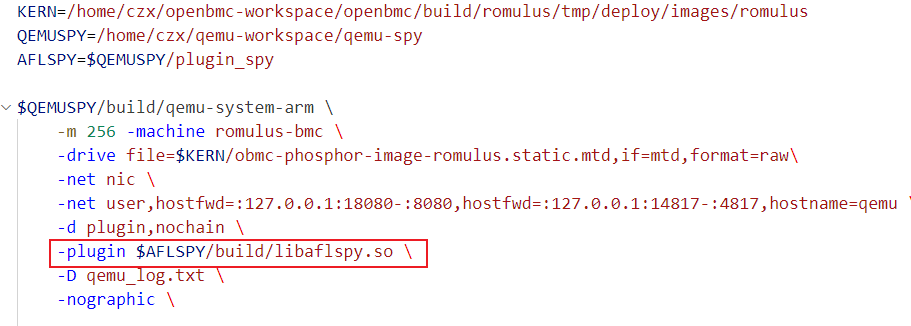 KERN=/home/czx/openbmc-workspace/openbmc/build/romulus/tmp/deploy/images/romulus
QEMUSPY=/home/czx/qemu-workspace/qemu-spy
AFLSPY=$QEMUSPY/plugin_spy
$QEMUSPY/build/qemu-system-arm \
-m 256 -machine romulus-bmc \
-drive file=$KERN/obmc-phosphor-image-romulus.static.mtd,if=mtd,format=raw\
-net nic \
-net user,hostfwd=:127.0.0.1:18080-:8080,hostfwd=:127.0.0.1:14817-:4817,hostname=qemu \
-d plugin,nochain \
-plugin $AFLSPY/build/libaflspy.so \
-D qemu_log.txt \
-nographic \